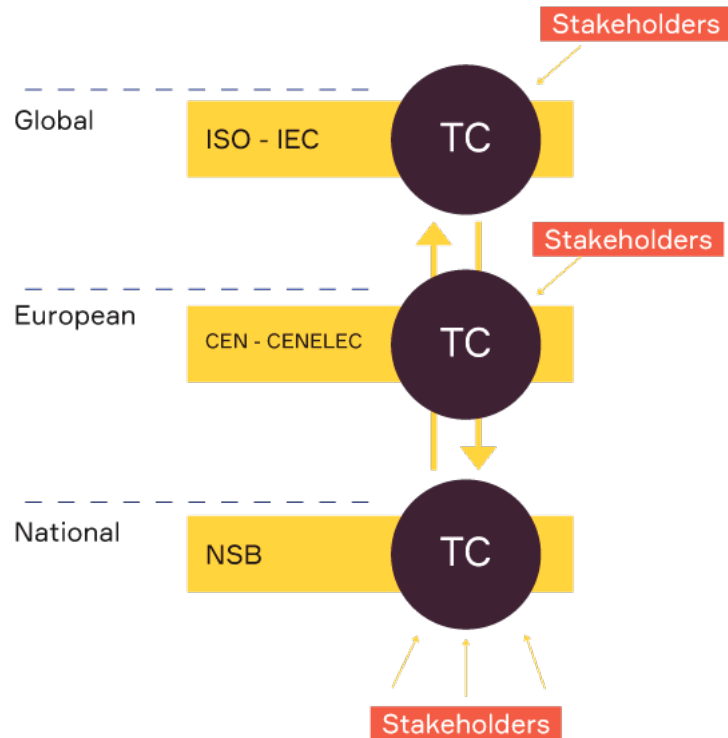 Stakeholders
Global
ISO - IEC
TC
Stakeholders
European
CEN - CENELEC
TC
National
NSB
TC
Stakeholders